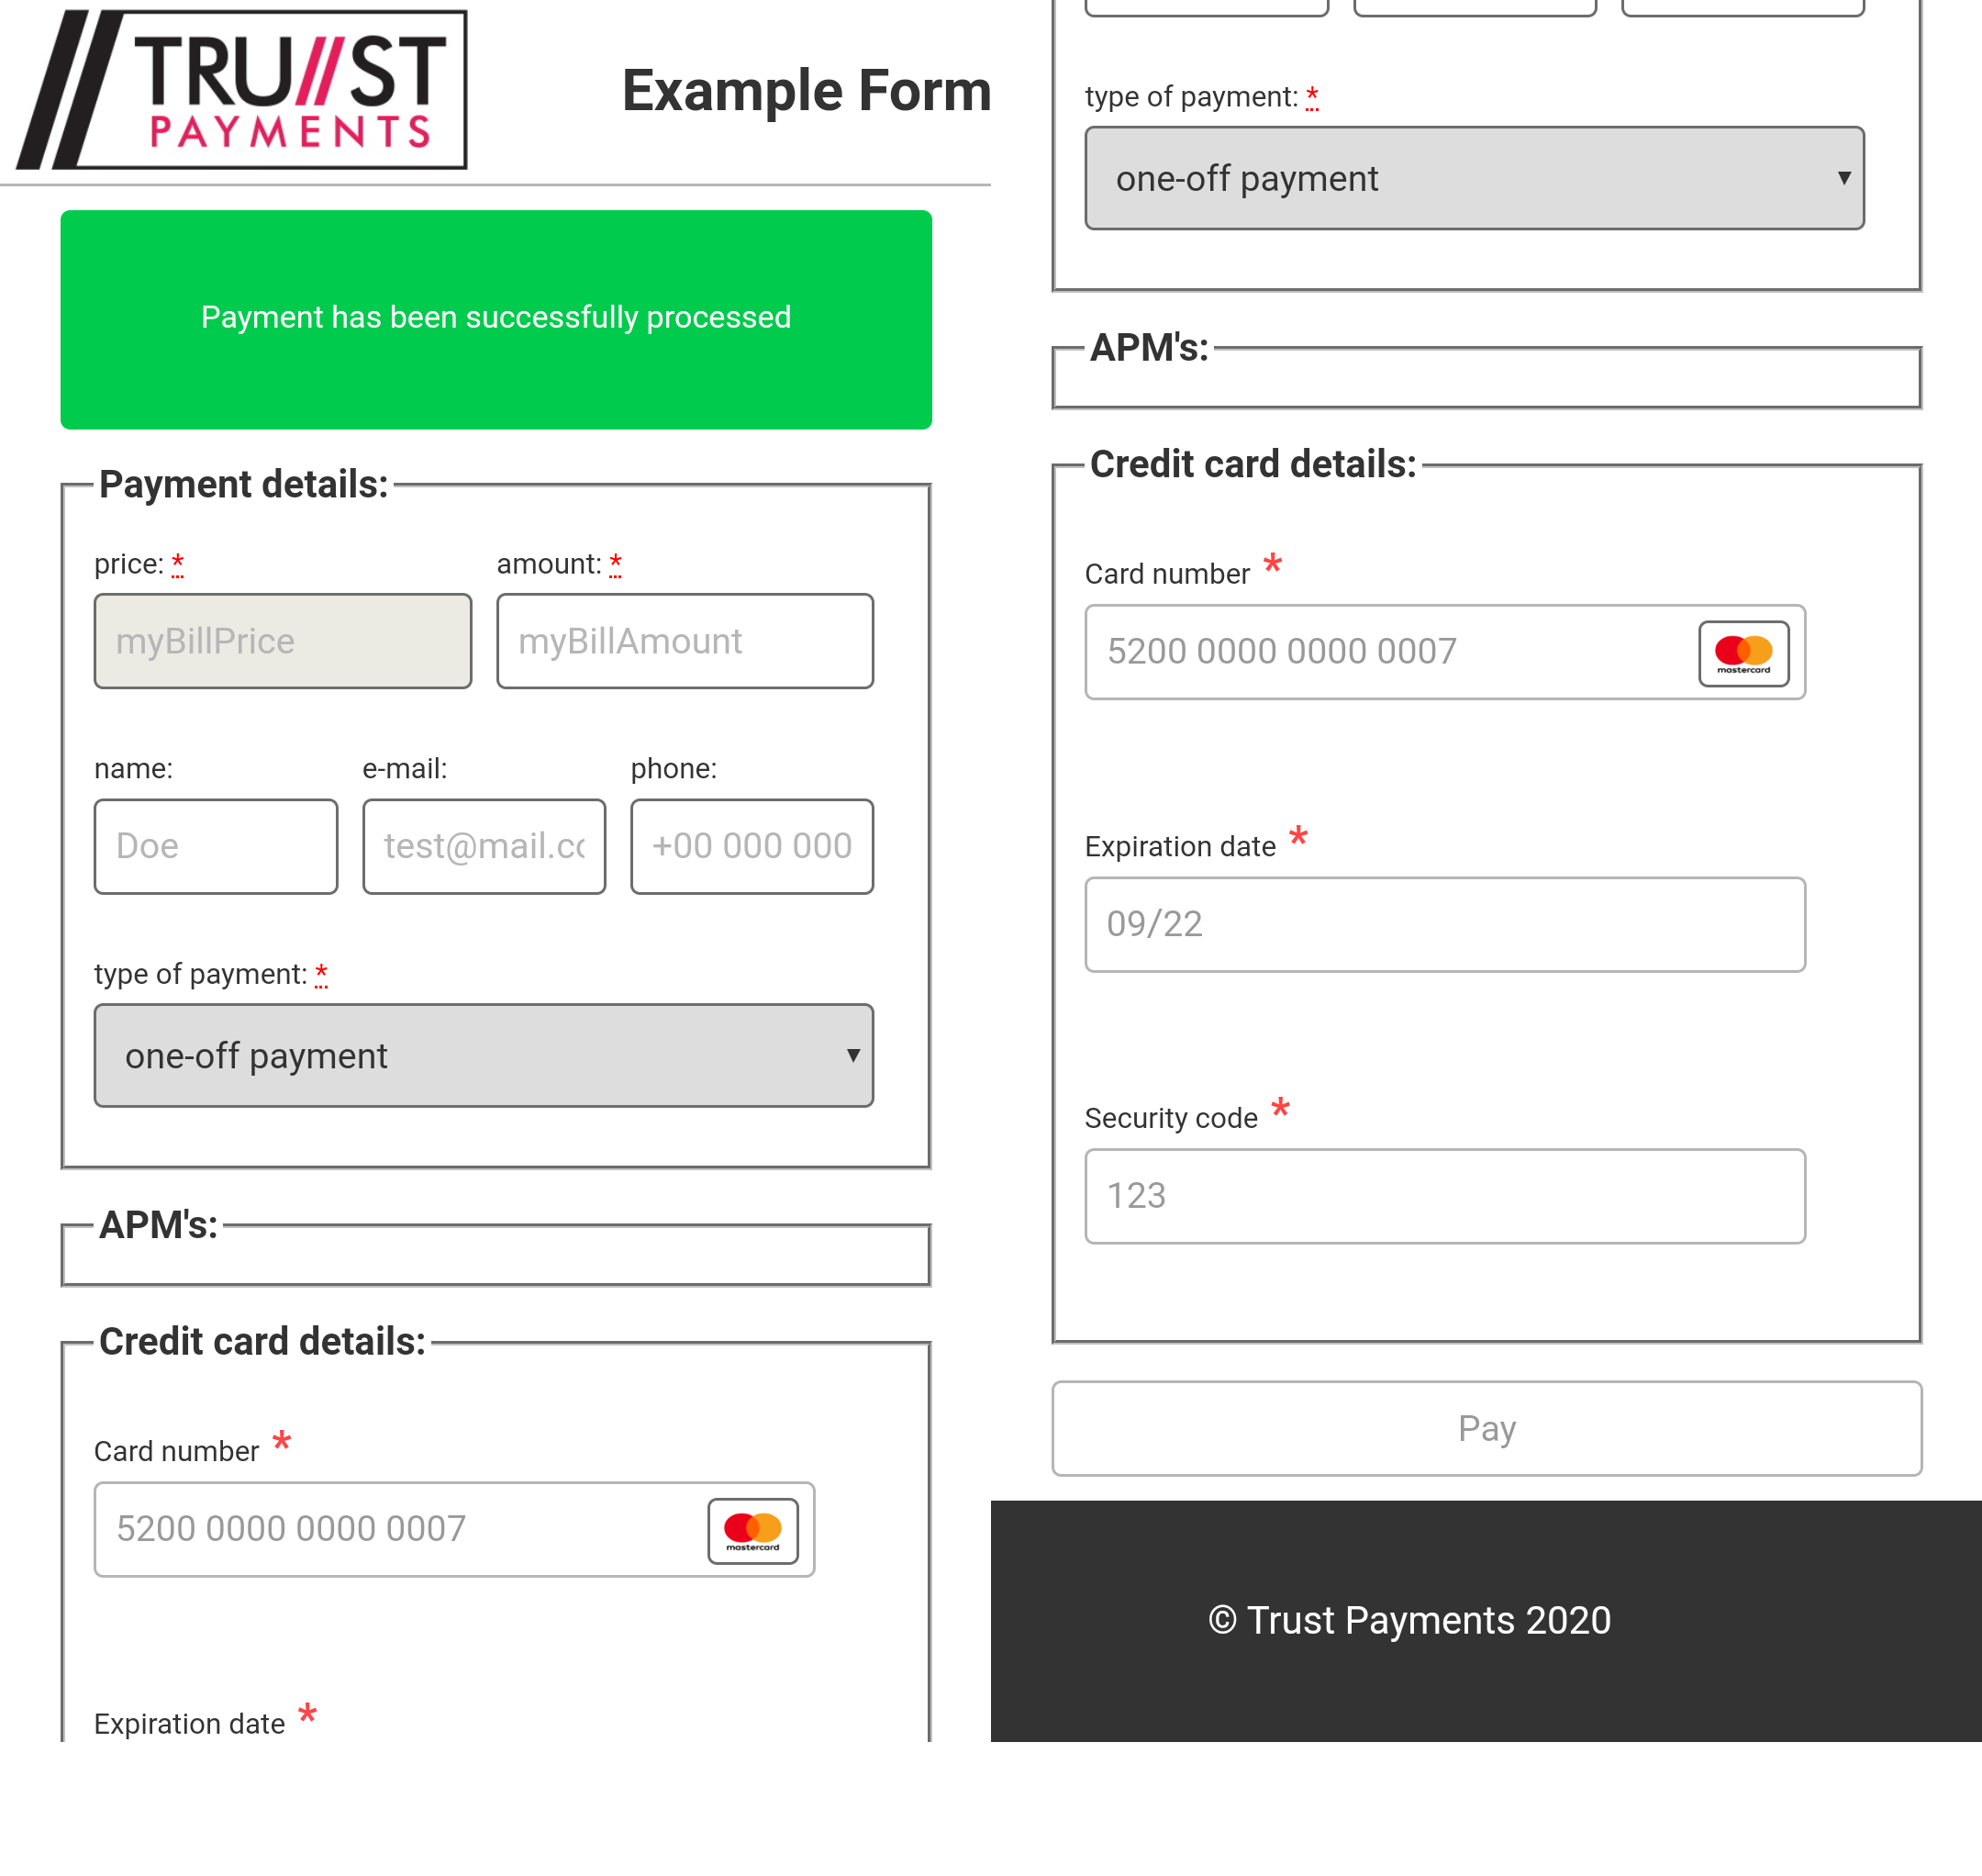 TRU//ST
PAYMENTS
Example Form
Payment has been successfully processed
Payment details:
price: * amount: *
myBillPrice myBillAmount
name: e-mail: phone:
Doe test@mail.cc +00 000 000
type of payment: *
one-off payment
APM's:
Credit card details:
Card number *
5200 0000 0000 0007 mastercard
Expiration date *
type of payment: *
one-off payment
APM's:
Credit card details:
Card number *
5200 0000 0000 0007 mastercard
Expiration date *
09/22
Security code *
123
Pay
© Trust Payments 2020